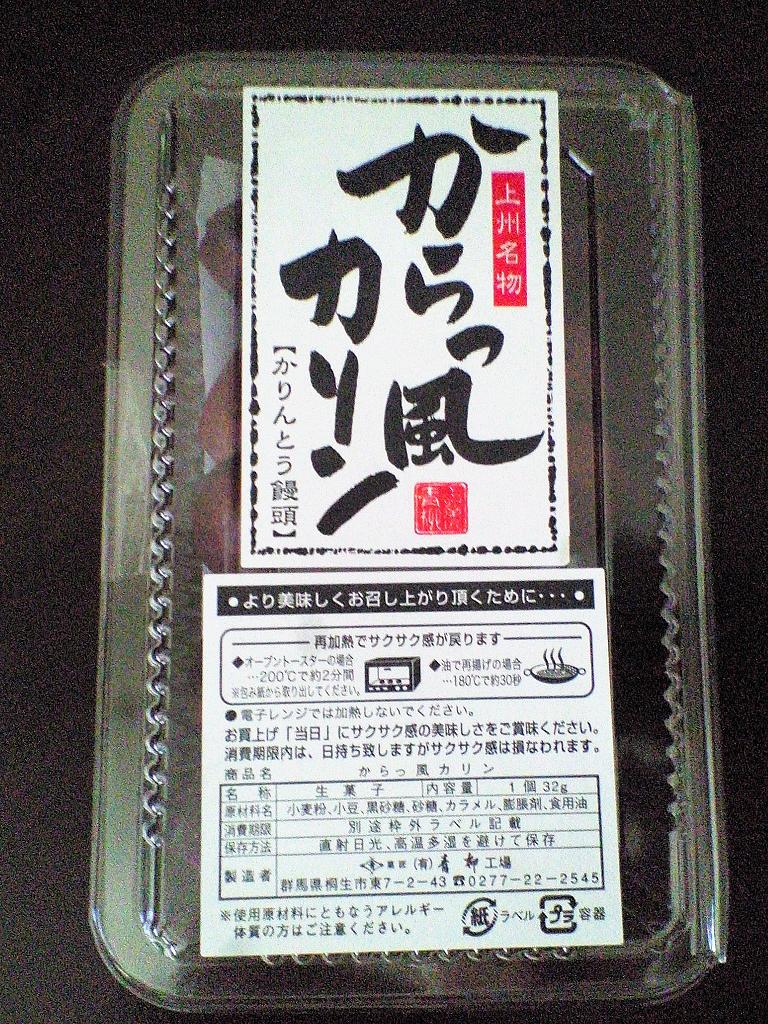 上州名物
からっ風
カリン
【かりんとう饅頭】
●より美味しくお召し上がり頂くために･･･●
再加熱でサクサク感が戻ります
◆オーブントースターの場合
…200℃で約2分間
※包み紙から取り出してください。
◆油で再揚げの場合
…180℃で約30秒
●電子レンジでは加熱しないでください。
お買上げ「当日」にサクサク感の美味しさをご賞味ください。
消費期限内は、日持ち致しますがサクサク感は損なわれます。
商品名 からっ風カリン
名称 生菓子 内容量 1個32g
原材料名 小麦粉、小豆、黒砂糖、砂糖、カラメル、膨脹剤、食用油
消費期限 別途枠外ラベル記載
保存方法 直射日光、高温多湿を避けて保存
製造者 菓匠 (有)青柳工場
群馬県桐生市東7-2-43 ☎0277-22-2545
※使用原材料にともなうアレルギー
体質の方はご注意ください。
紙 ラベル プラ 容器